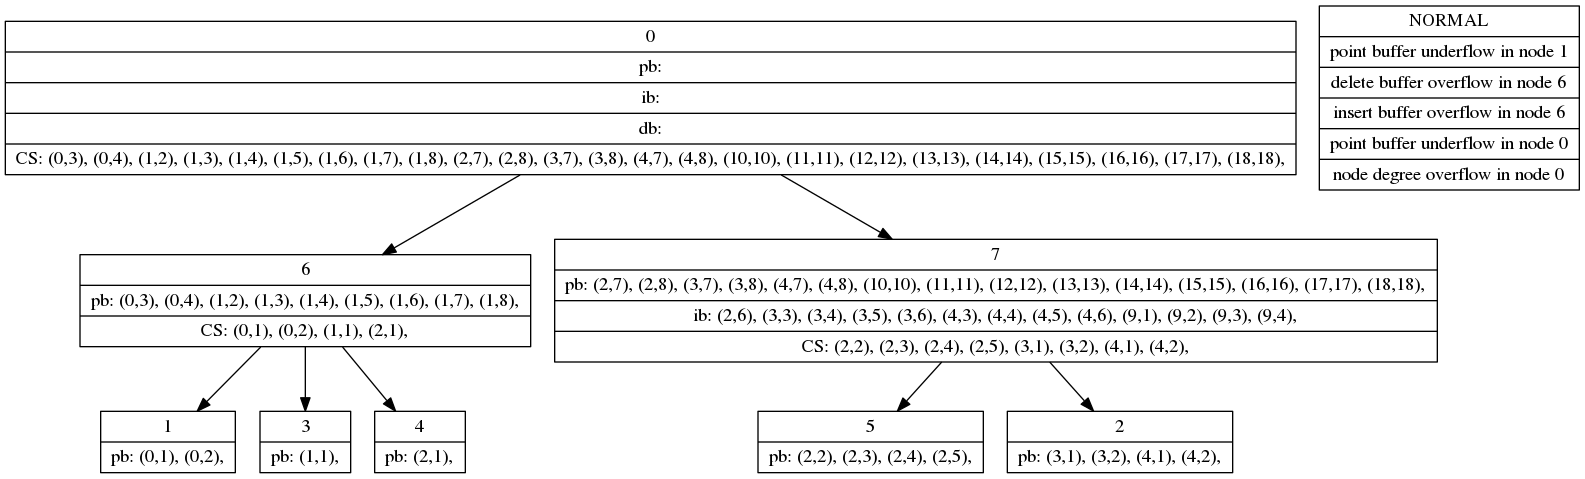 0
pb:
ib:
db:
CS: (0,3), (0,4), (1,2), (1,3), (1,4), (1,5), (1,6), (1,7), (1,8), (2,7), (2,8), (3,7), (3,8), (4,7), (4,8), (10,10), (11,11), (12,12), (13,13), (14,14), (15,15), (16,16), (17,17), (18,18),
NORMAL
point buffer underflow in node 1
delete buffer overflow in node 6
insert buffer overflow in node 6
point buffer underflow in node 0
node degree overflow in node 0
6
pb: (0,3), (0,4), (1,2), (1,3), (1,4), (1,5), (1,6), (1,7), (1,8),
CS: (0,1), (0,2), (1,1), (2,1),
7
pb: (2,7), (2,8), (3,7), (3,8), (4,7), (4,8), (10,10), (11,11), (12,12), (13,13), (14,14), (15,15), (16,16), (17,17), (18,18),
ib: (2,6), (3,3), (3,4), (3,5), (3,6), (4,3), (4,4), (4,5), (4,6), (9,1), (9,2), (9,3), (9,4),
CS: (2,2), (2,3), (2,4), (2,5), (3,1), (3,2), (4,1), (4,2),
1
pb: (0,1), (0,2),
3
pb: (1,1),
4
pb: (2,1),
5
pb: (2,2), (2,3), (2,4), (2,5),
2
pb: (3,1), (3,2), (4,1), (4,2),